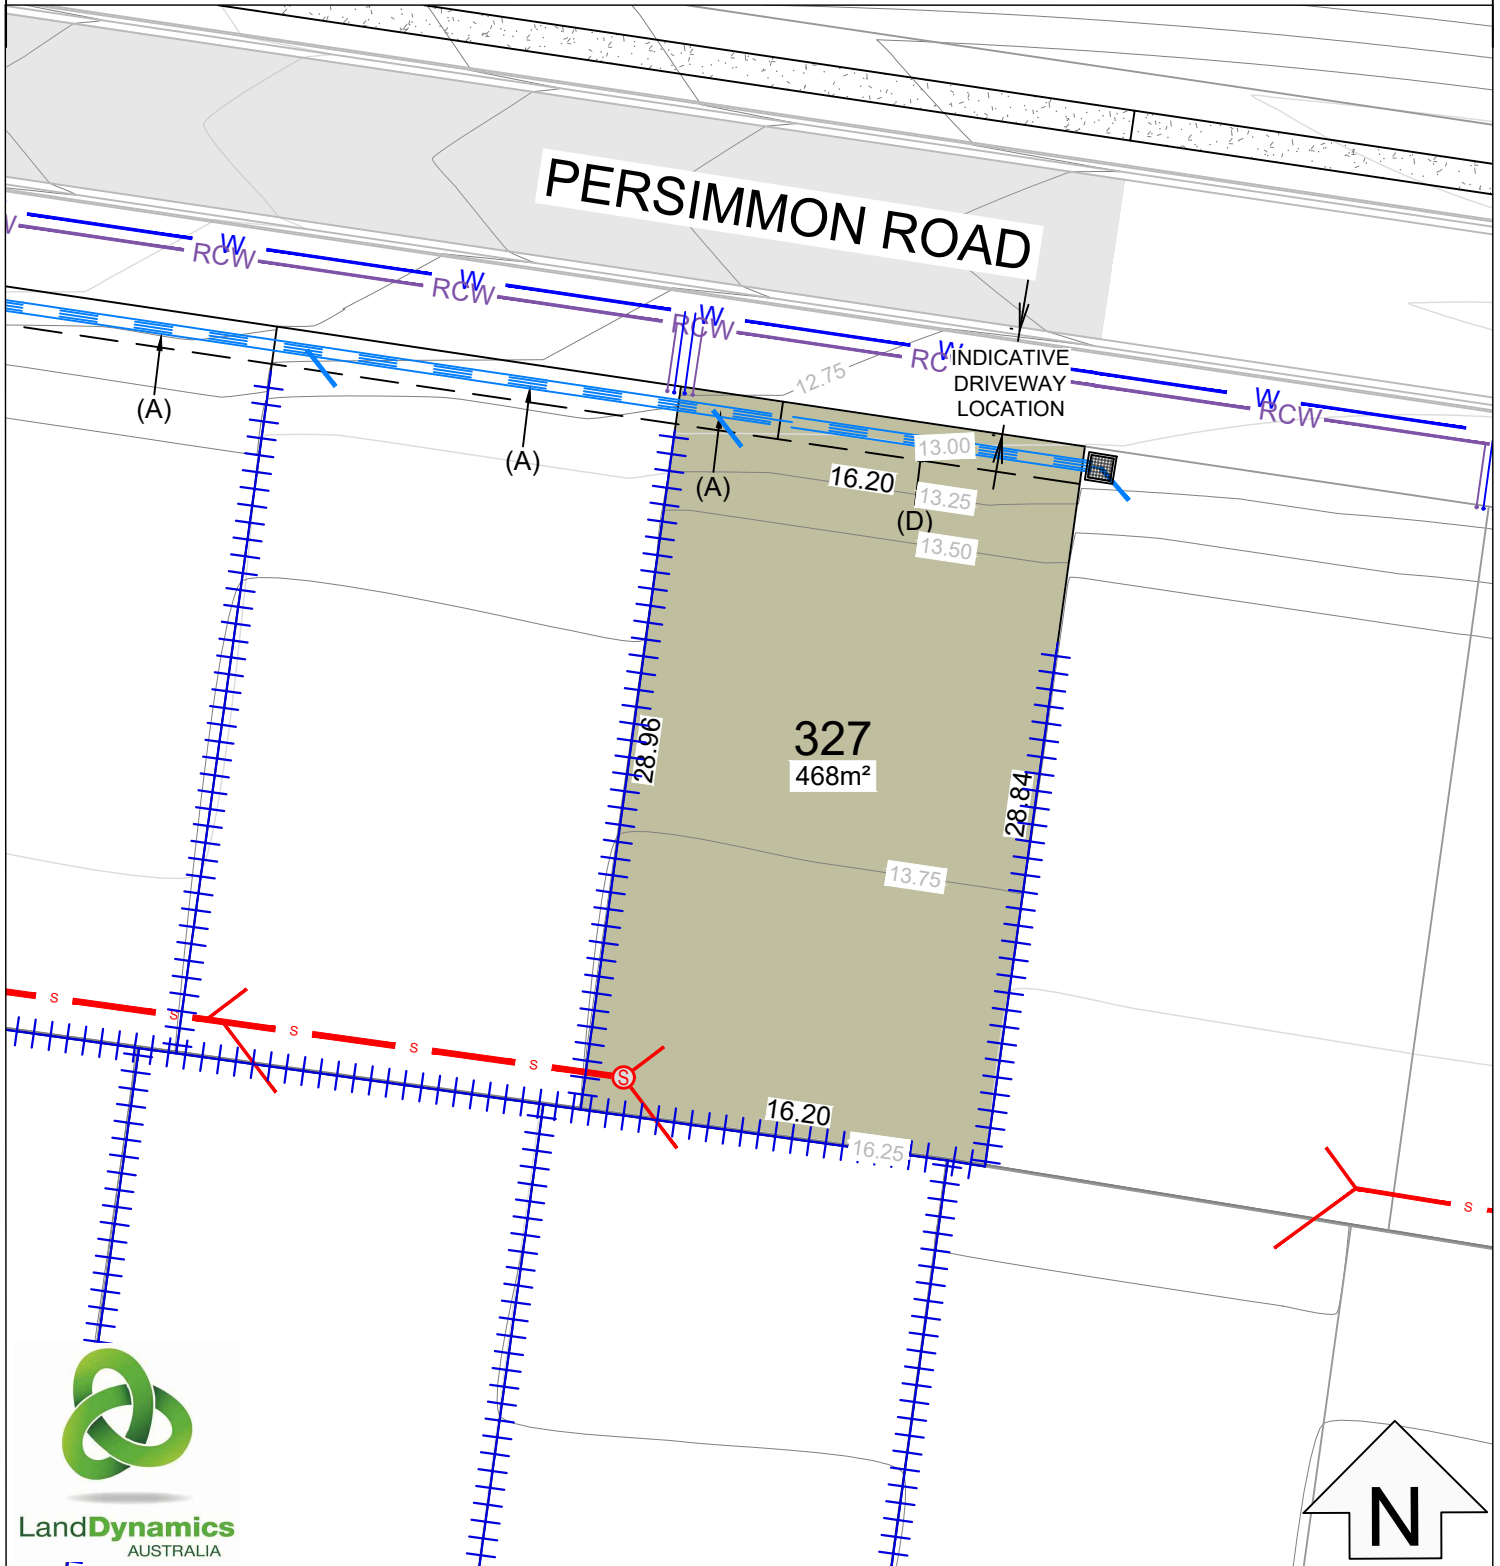 PERSIMMON ROAD
W
RCW
W
RCW
W
RCW
W
RC
W
RCW
INDICATIVE
DRIVEWAY
LOCATION
12.75
(A)
(A)
(A)
13.00
16.20
13.25
(D)
13.50
28.96
327
468m²
28.84
13.75
S
S
S
S
S
S
16.20
16.25
S
LandDynamics
AUSTRALIA
N